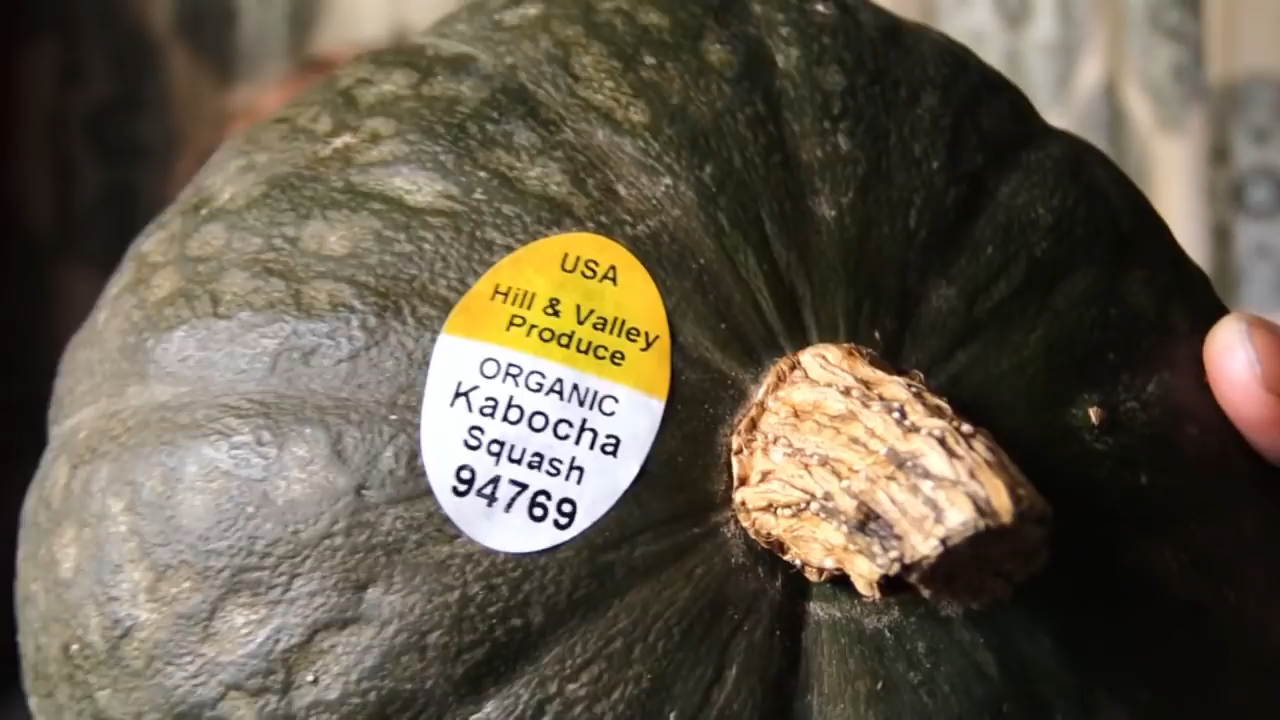 USA
Hill & Valley
Produce
ORGANIC
Kabocha
Squash
94769